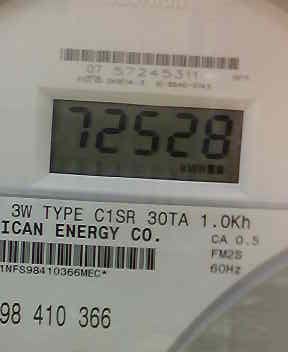 07 57245311
72528
3W TYPE C1SR 30TA 1.0Kh
ICAN ENERGY CO.
CA 0.5
FM2S
60Hz
1NFS98410366MEC*
98 410 366